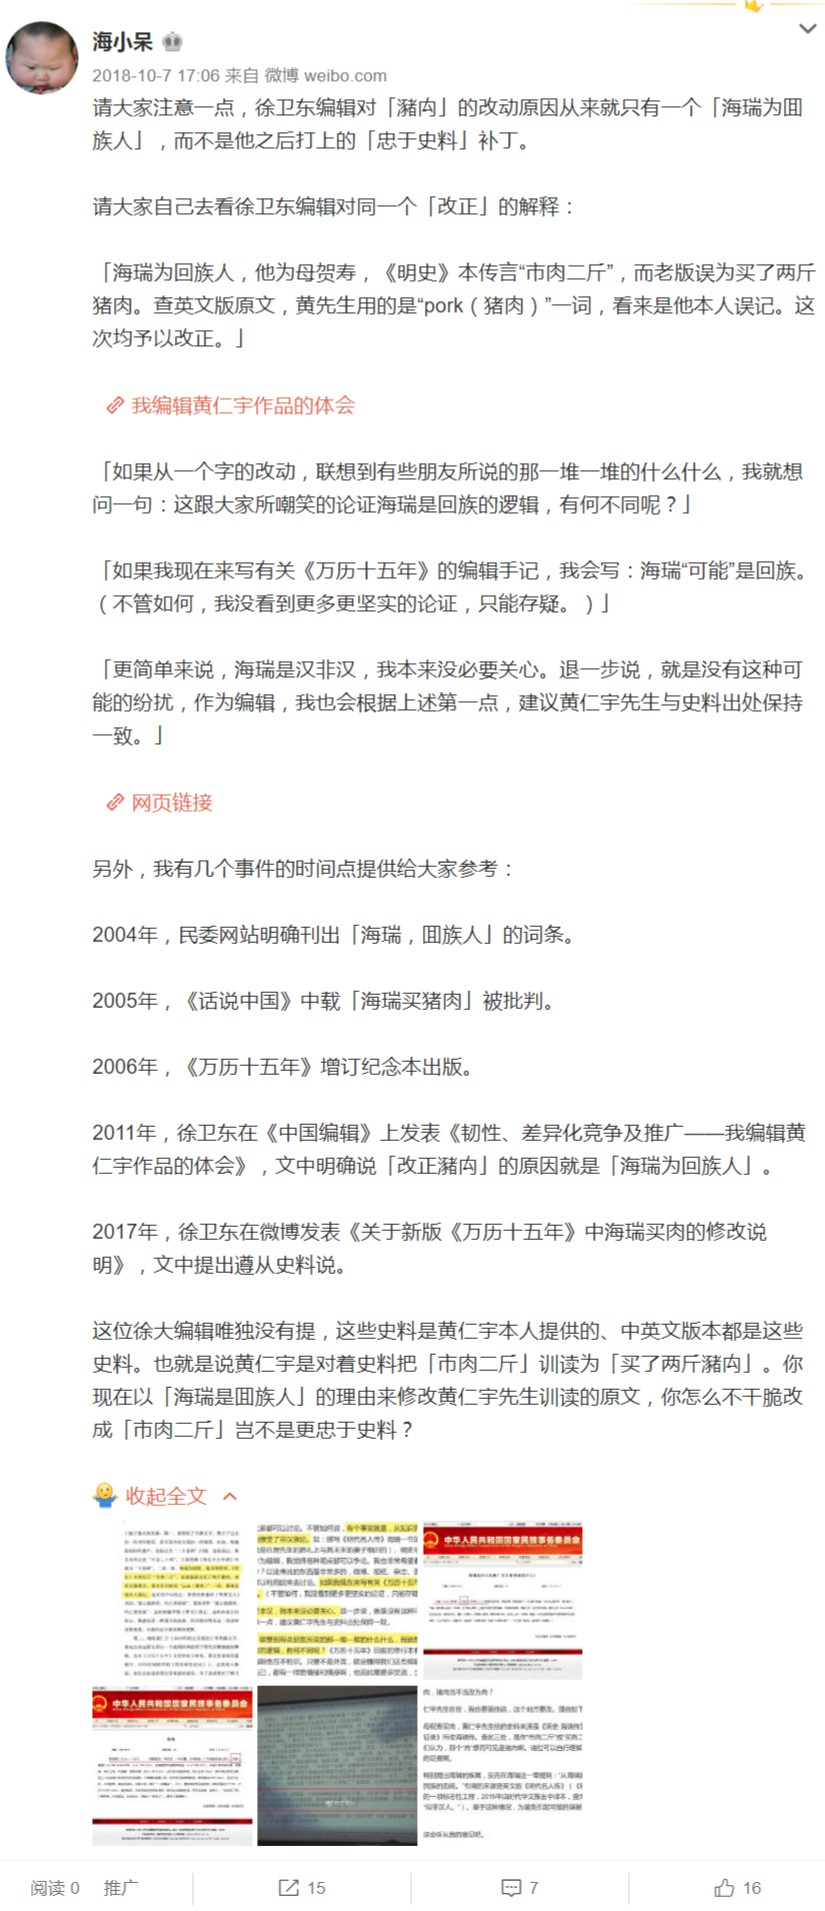 海小呆
2018-10-7 17:06 来自 微博 weibo.com
请大家注意一点，徐卫东编辑对「豬禸」的改动原因从来就只有一个「海瑞为囬
族人」，而不是他之后打上的「忠于史料」补丁。
请大家自己去看徐卫东编辑对同一个「改正」的解释：
「海瑞为回族人，他为母贺寿，《明史》本传言“市肉二斤”，而老版误为买了两斤
猪肉。查英文版原文，黄先生用的是“pork（猪肉）”一词，看来是他本人误记。这
次均予以改正。」
我编辑黄仁宇作品的体会
「如果从一个字的改动，联想到有些朋友所说的那一堆一堆的什么什么，我就想
问一句：这跟大家所嘲笑的论证海瑞是回族的逻辑，有何不同呢？」
「如果我现在来写有关《万历十五年》的编辑手记，我会写：海瑞“可能”是回族。
（不管如何，我没看到更多更坚实的论证，只能存疑。）」
「更简单来说，海瑞是汉非汉，我本来没必要关心。退一步说，就是没有这种可
能的纷扰，作为编辑，我也会根据上述第一点，建议黄仁宇先生与史料出处保持
一致。」
网页链接
另外，我有几个事件的时间点提供给大家参考：
2004年，民委网站明确刊出「海瑞，囬族人」的词条。
2005年，《话说中国》中载「海瑞买猪肉」被批判。
2006年，《万历十五年》增订纪念本出版。
2011年，徐卫东在《中国编辑》上发表《韧性、差异化竞争及推广——我编辑黄
仁宇作品的体会》，文中明确说「改正豬禸」的原因就是「海瑞为回族人」。
2017年，徐卫东在微博发表《关于新版《万历十五年》中海瑞买肉的修改说
明》，文中提出遵从史料说。
这位徐大编辑唯独没有提，这些史料是黄仁宇本人提供的、中英文版本都是这些
史料。也就是说黄仁宇是对着史料把「市肉二斤」训读为「买了两斤豬禸」。你
现在以「海瑞是囬族人」的理由来修改黄仁宇先生训读的原文，你怎么不干脆改
成「市肉二斤」岂不是更忠于史料？
收起全文
中华人民共和国国家民族事务委员会
中华人民共和国国家民族事务委员会
阅读 0 推广 15 7 16